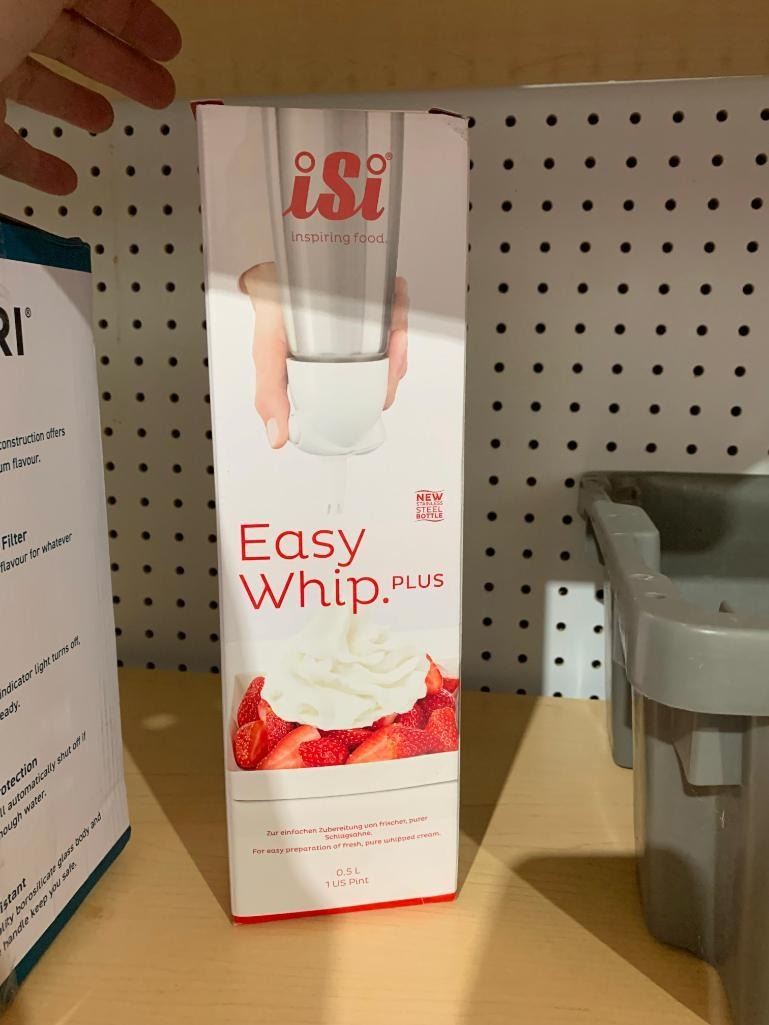 iSi®
inspiring food.
NEW
STAINLESS
STEEL
BOTTLE
Easy
Whip.PLUS
Zur einfachen Zubereitung von frischer, purer
Schlagsahne.
For easy preparation of fresh, pure whipped cream.
0.5 L
1 US Pint
RI®
construction offers
um flavour.
Filter
flavour for whatever
indicator light turns off,
eady.
otection
ll automatically shut off if
ough water.
istant
ality borosilicate glass body and
handle keep you safe.